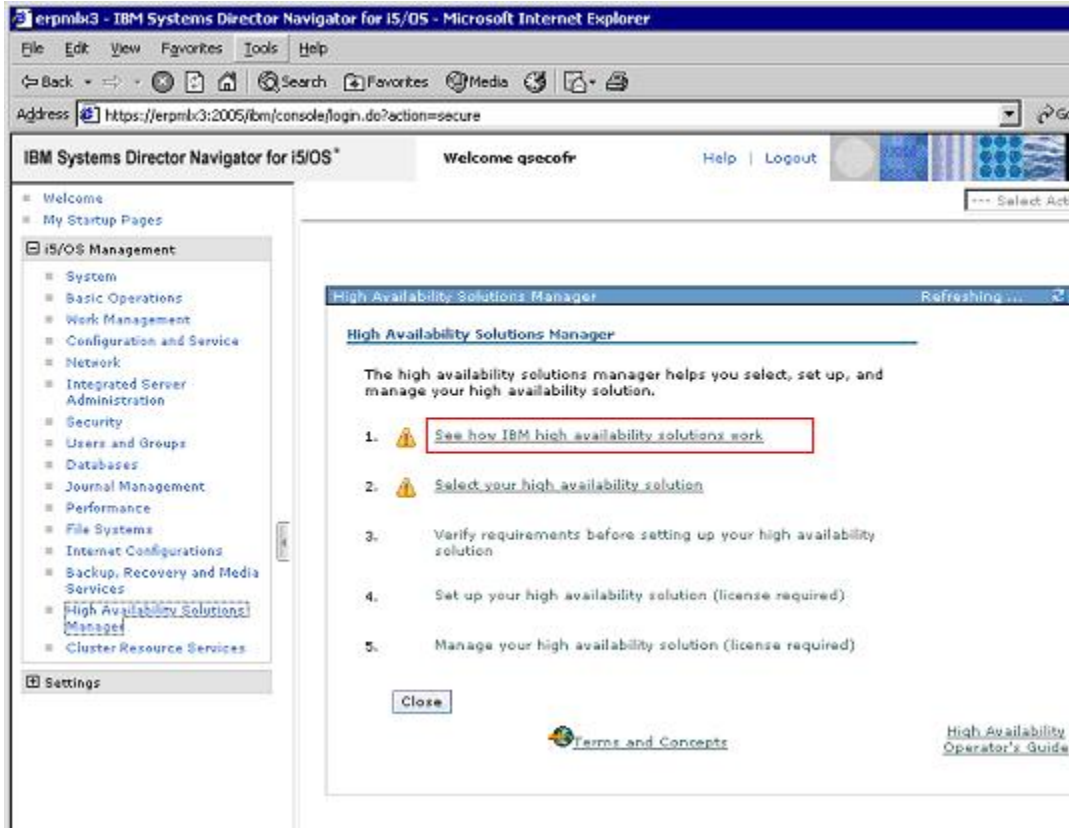 erpmlx3 - IBM Systems Director Navigator for i5/OS - Microsoft Internet Explorer
File Edit View Favorites Tools Help
Back Search Favorites Media
Address https://erpmlx3:2005/ibm/console/login.do?action=secure
IBM Systems Director Navigator for i5/OS*
Welcome qsecofr
Help | Logout
--- Select
Welcome
My Startup Pages
i5/OS Management
System
Basic Operations
Work Management
Configuration and Service
Network
Integrated Server
Administration
Security
Users and Groups
Databases
Journal Management
Performance
File Systems
Internet Configurations
Backup, Recovery and Media
Services
High Availability Solutions
Manager
Cluster Resource Services
Settings
High Availability Solutions Manager
Refreshing ...
High Availability Solutions Manager
The high availability solutions manager helps you select, set up, and
manage your high availability solution.
1. See how IBM high availability solutions work
2. Select your high availability solution
3. Verify requirements before setting up your high availability
solution
4. Set up your high availability solution (license required)
5. Manage your high availability solution (license required)
Close
Terms and Concepts
High Availability
Operator's Guide